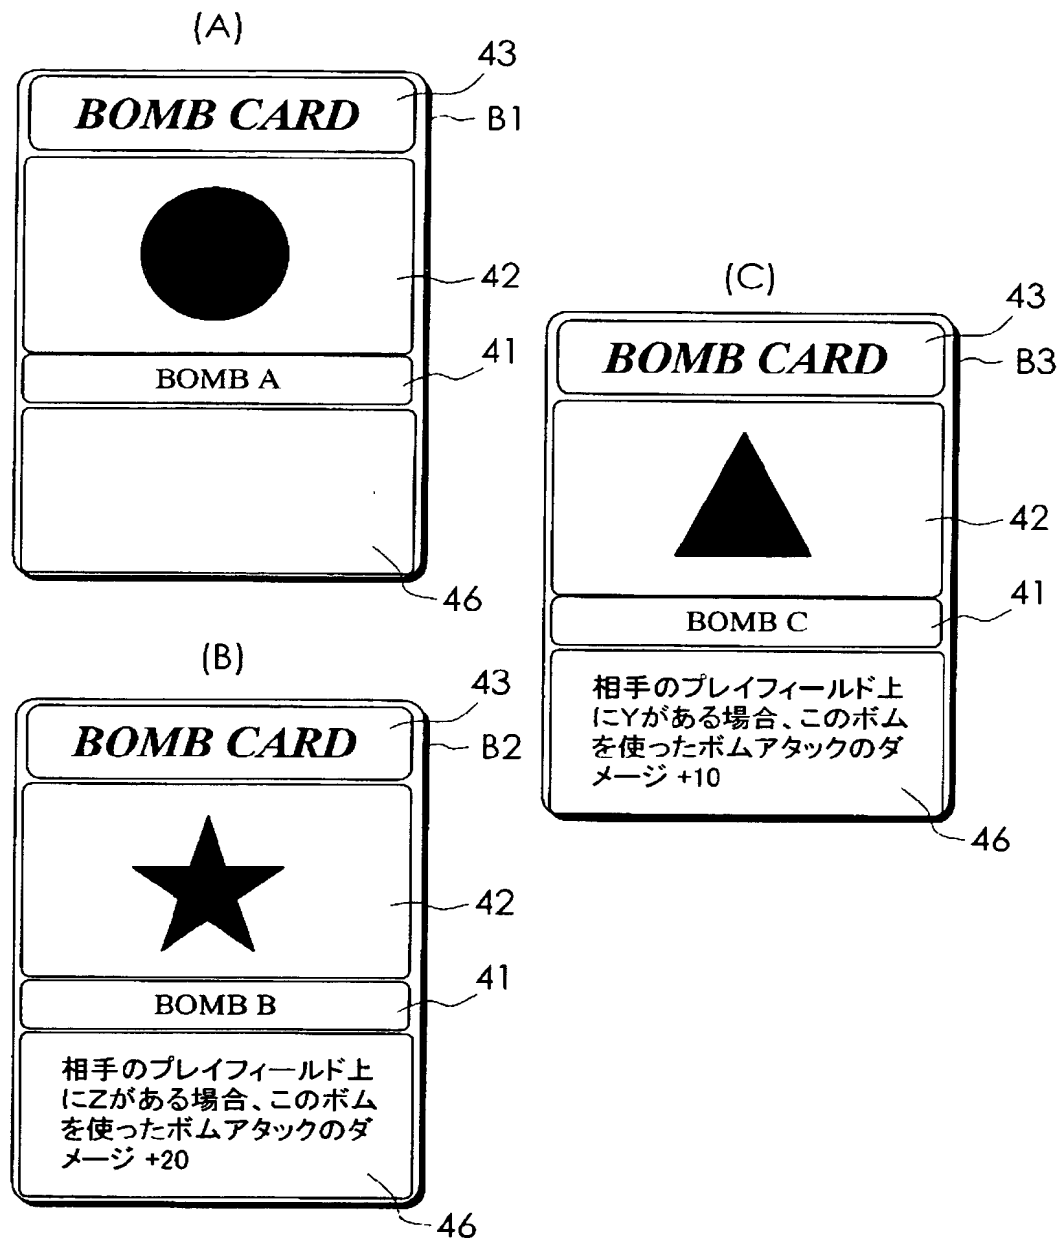 (A)
43
BOMB CARD
B1
42
BOMB A
41
46
(B)
43
BOMB CARD
B2
42
BOMB B
41
相手のプレイフィールド上
にZがある場合、このボム
を使ったボムアタックのダ
メージ +20
46
(C)
43
BOMB CARD
B3
42
BOMB C
41
相手のプレイフィールド上
にYがある場合、このボム
を使ったボムアタックのダ
メージ +10
46